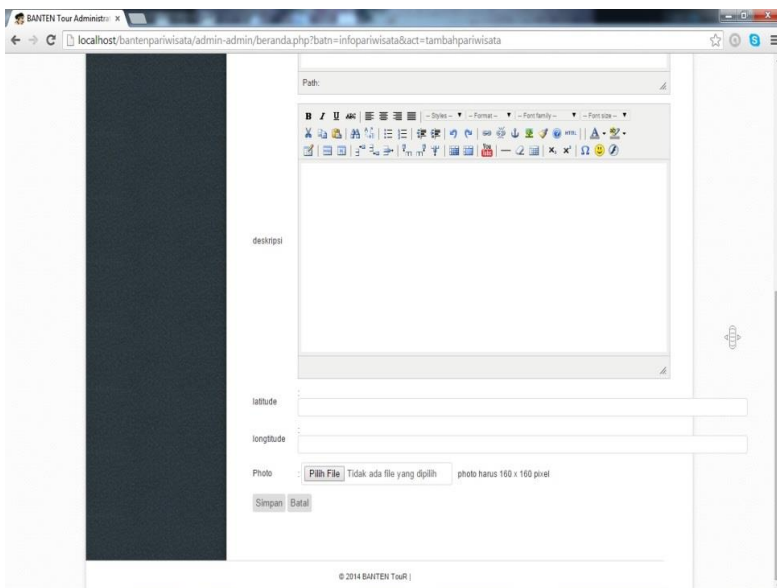 BANTEN Tour Administra
localhost/bantenpariwisata/admin-admin/beranda.php?batn=infopariwisata&act=tambahpariwisata
Path:
B I U ABC – Styles – – Format – – Font family – – Font size –
HTML A
Ω
deskripsi
latitude :
longtitude :
Photo : Pilih File Tidak ada file yang dipilih photo harus 160 x 160 pixel
Simpan Batal
© 2014 BANTEN TouR |